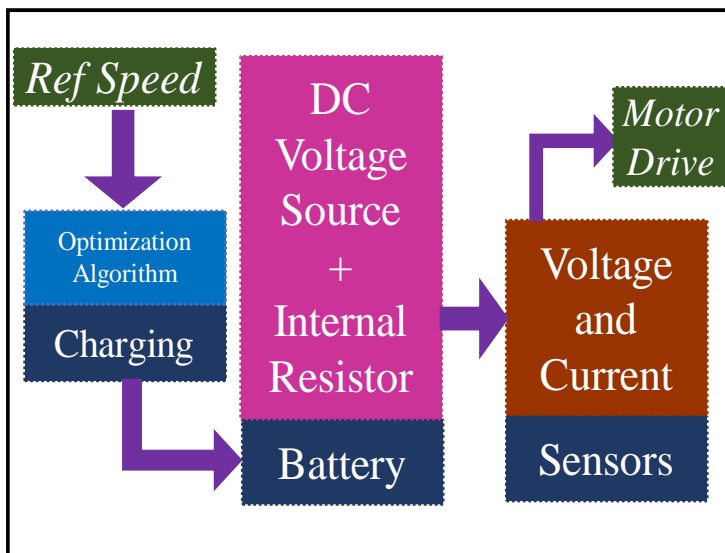 Ref Speed
Optimization
Algorithm
Charging
DC
Voltage
Source
+
Internal
Resistor
Battery
Voltage
and
Current
Sensors
Motor
Drive